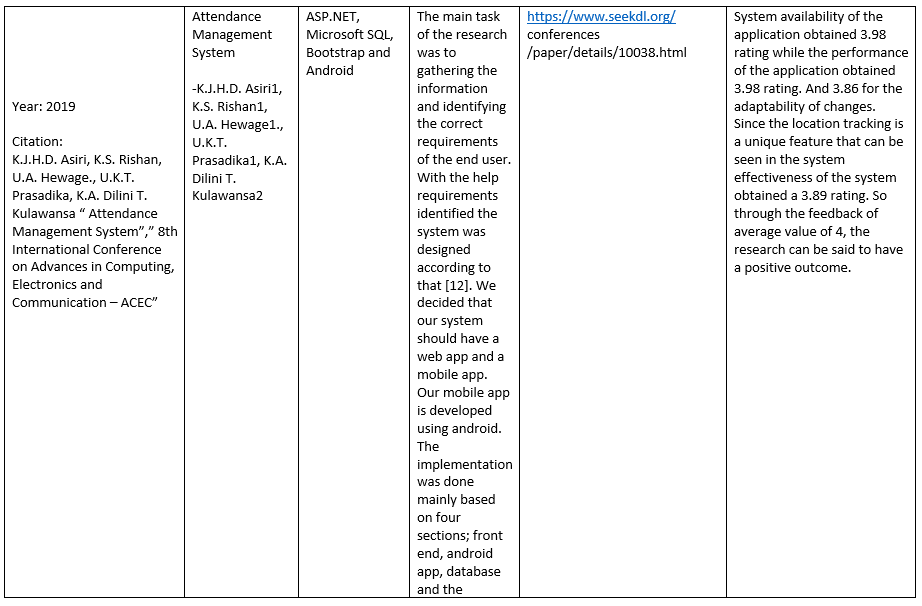 Year: 2019
Citation:
K.J.H.D. Asiri, K.S. Rishan,
U.A. Hewage., U.K.T.
Prasadika, K.A. Dilini T.
Kulawansa “ Attendance
Management System”,” 8th
International Conference
on Advances in Computing,
Electronics and
Communication – ACEC”
Attendance
Management
System
-K.J.H.D. Asiri1,
K.S. Rishan1,
U.A. Hewage1.,
U.K.T.
Prasadika1, K.A.
Dilini T.
Kulawansa2
ASP.NET,
Microsoft SQL,
Bootstrap and
Android
The main task
of the research
was to
gathering the
information
and identifying
the correct
requirements
of the end user.
With the help
requirements
identified the
system was
designed
according to
that [12]. We
decided that
our system
should have a
web app and a
mobile app.
Our mobile app
is developed
using android.
The
implementation
was done
mainly based
on four
sections; front
end, android
app, database
and the
https://www.seekdl.org/
conferences
/paper/details/10038.html
System availability of the
application obtained 3.98
rating while the performance
of the application obtained
3.98 rating. And 3.86 for the
adaptability of changes.
Since the location tracking is
a unique feature that can be
seen in the system
effectiveness of the system
obtained a 3.89 rating. So
through the feedback of
average value of 4, the
research can be said to have
a positive outcome.